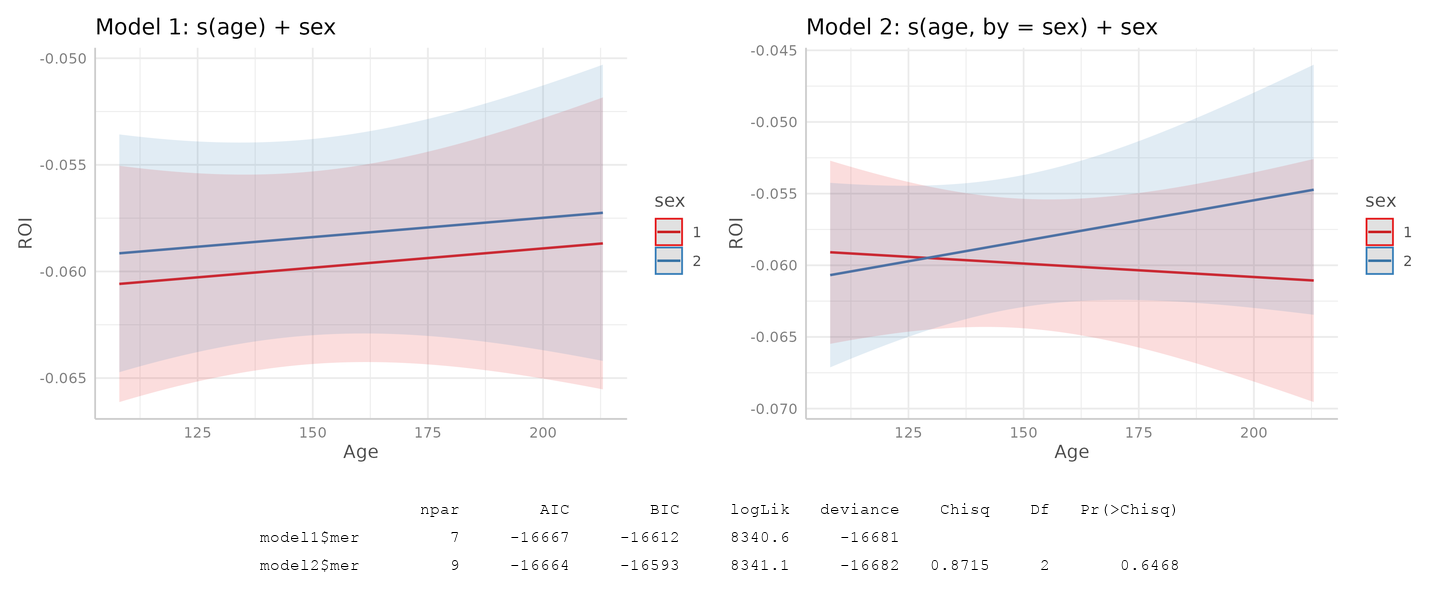 Model 1: s(age) + sex
-0.050
-0.055
-0.060
-0.065
ROI
125 150 175 200
Age
sex
1
2
Model 2: s(age, by = sex) + sex
-0.045
-0.050
-0.055
-0.060
-0.065
-0.070
ROI
125 150 175 200
Age
sex
1
2
npar AIC BIC logLik deviance Chisq Df Pr(>Chisq)
model1$mer 7 -16667 -16612 8340.6 -16681
model2$mer 9 -16664 -16593 8341.1 -16682 0.8715 2 0.6468